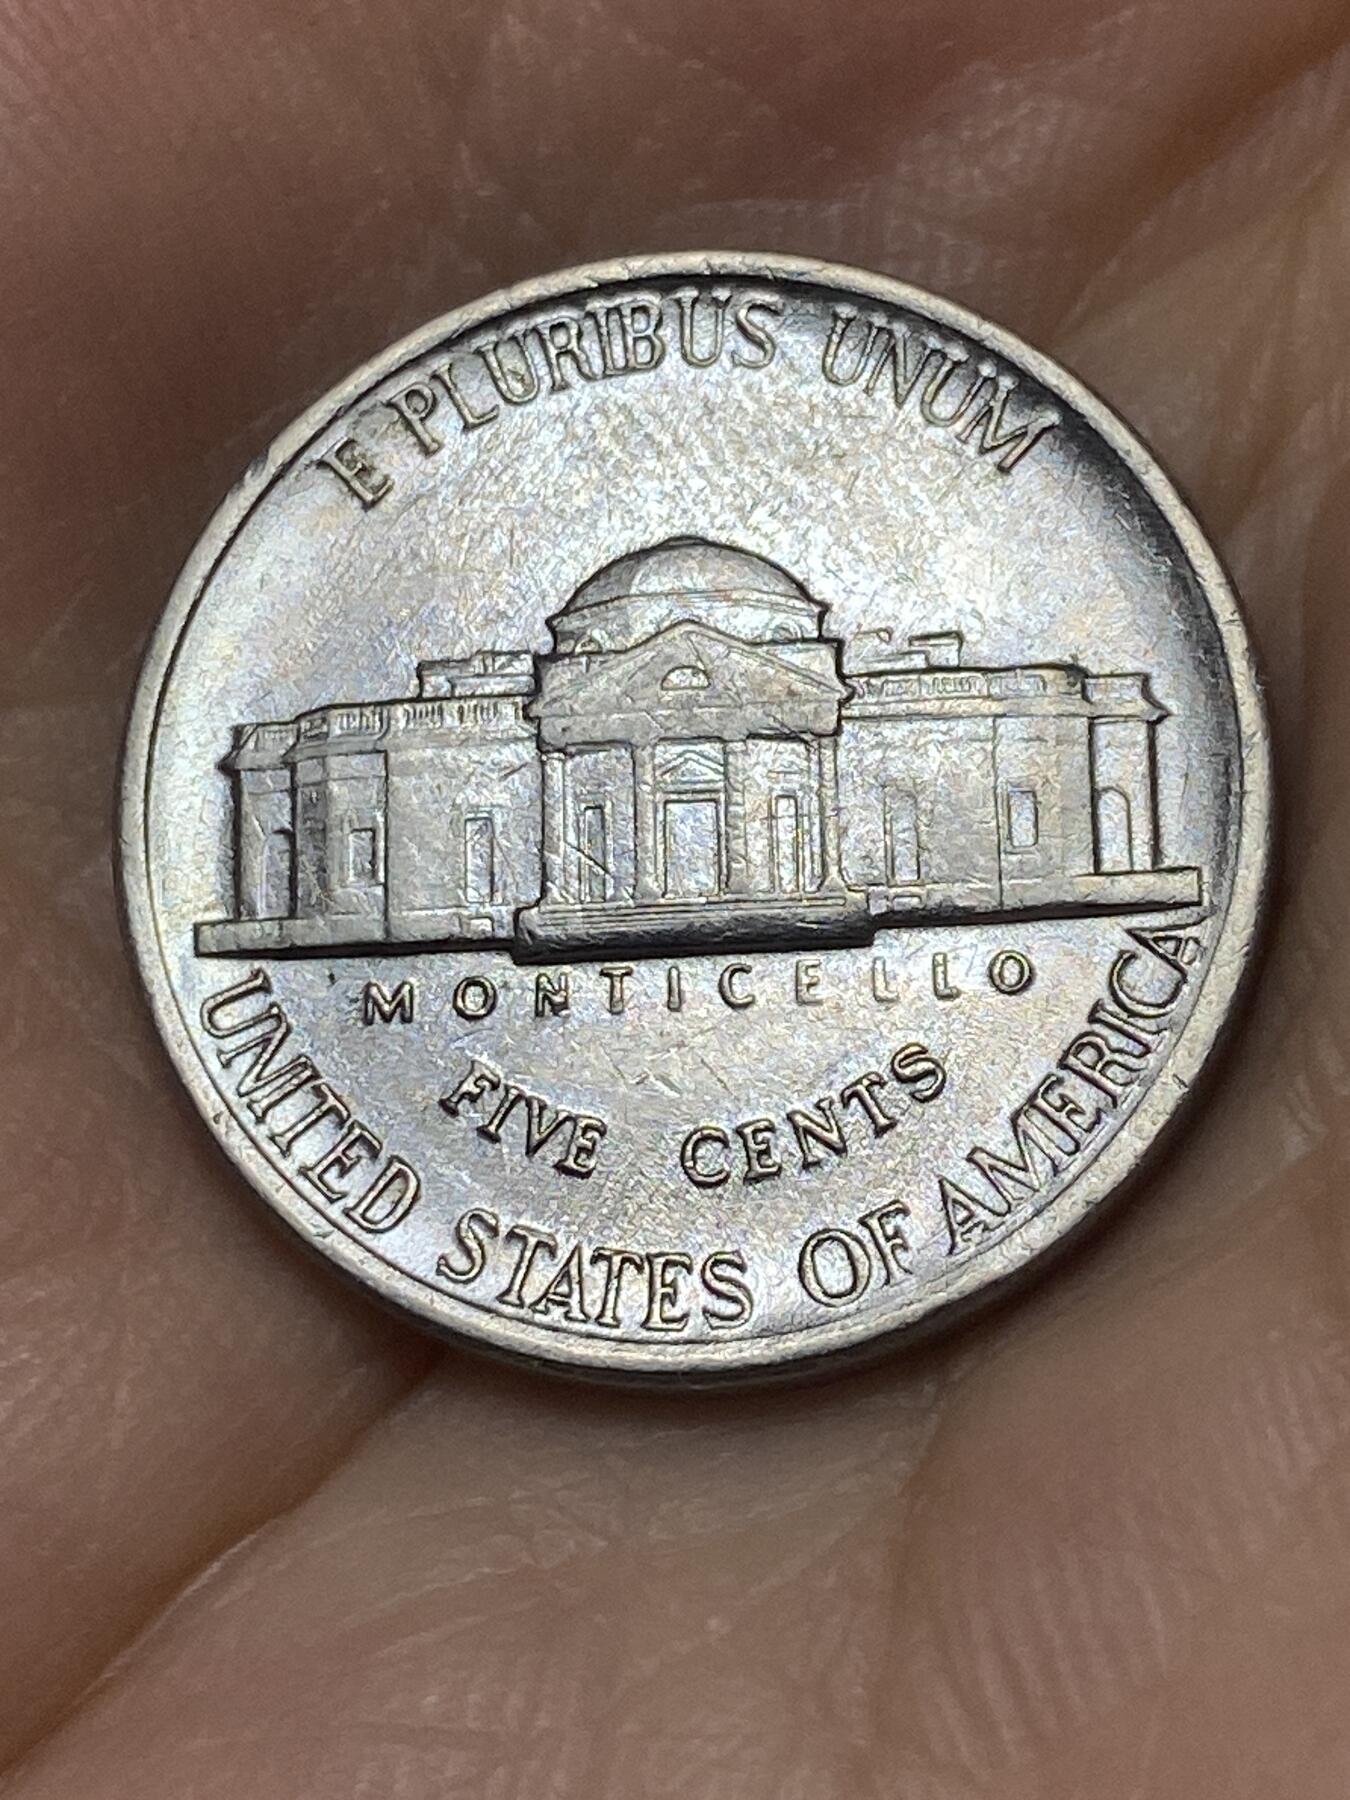 E PLURIBUS UNUM
MONTICELLO
FIVE CENTS
UNITED STATES OF AMERICA